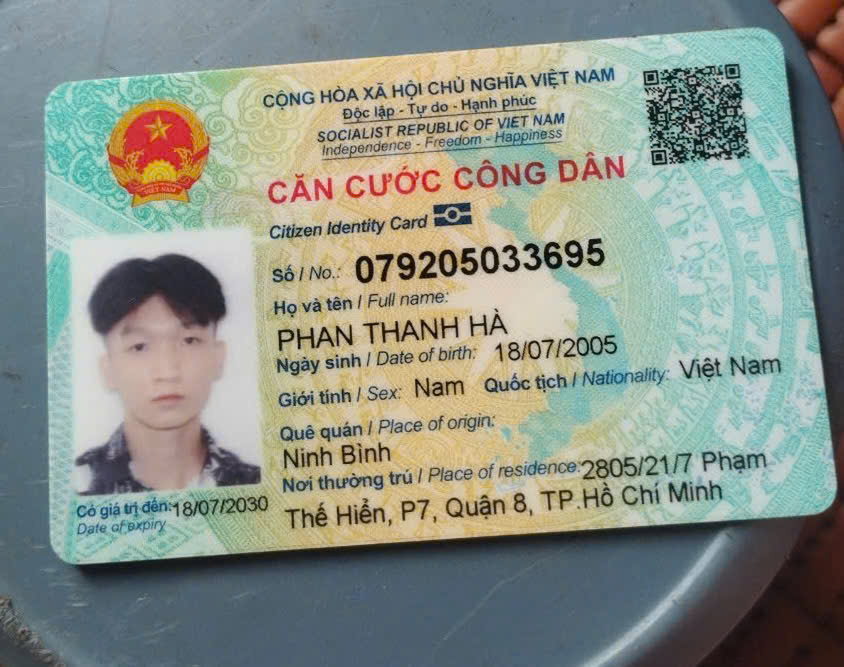 CỘNG HÒA XÃ HỘI CHỦ NGHĨA VIỆT NAM
Độc lập - Tự do - Hạnh phúc
SOCIALIST REPUBLIC OF VIET NAM
Independence - Freedom - Happiness
CĂN CƯỚC CÔNG DÂN
Citizen Identity Card
Số / No.: 079205033695
Họ và tên / Full name:
PHAN THANH HÀ
Ngày sinh / Date of birth: 18/07/2005
Giới tính / Sex: Nam Quốc tịch / Nationality: Việt Nam
Quê quán / Place of origin:
Ninh Bình
Nơi thường trú / Place of residence: 2805/21/7 Phạm
Thế Hiển, P7, Quận 8, TP.Hồ Chí Minh
Có giá trị đến: 18/07/2030
Date of expiry
VIỆT NAM